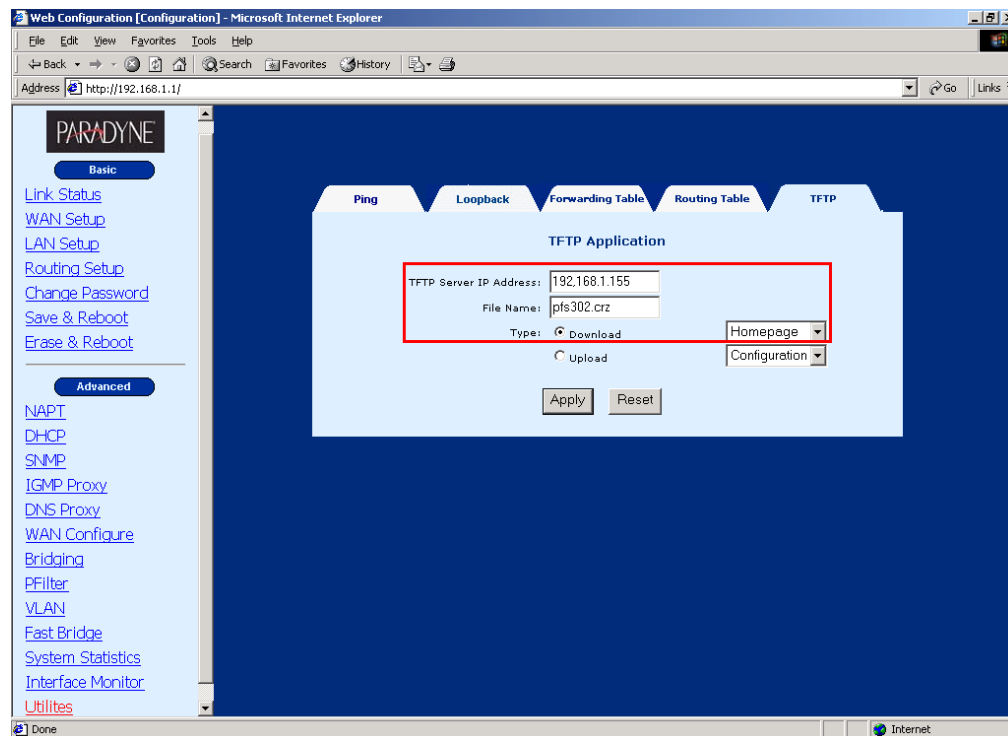 Web Configuration [Configuration] - Microsoft Internet Explorer
File Edit View Favorites Tools Help
Back Search Favorites History
Address http://192.168.1.1/ Go Links
PARADYNE
Basic
Link Status
WAN Setup
LAN Setup
Routing Setup
Change Password
Save & Reboot
Erase & Reboot
Advanced
NAPT
DHCP
SNMP
IGMP Proxy
DNS Proxy
WAN Configure
Bridging
PFilter
VLAN
Fast Bridge
System Statistics
Interface Monitor
Utilites
Ping Loopback Forwarding Table Routing Table TFTP
TFTP Application
TFTP Server IP Address: 192.168.1.155
File Name: pfs302.crz
Type: Download Homepage
Upload Configuration
Apply Reset
Done Internet